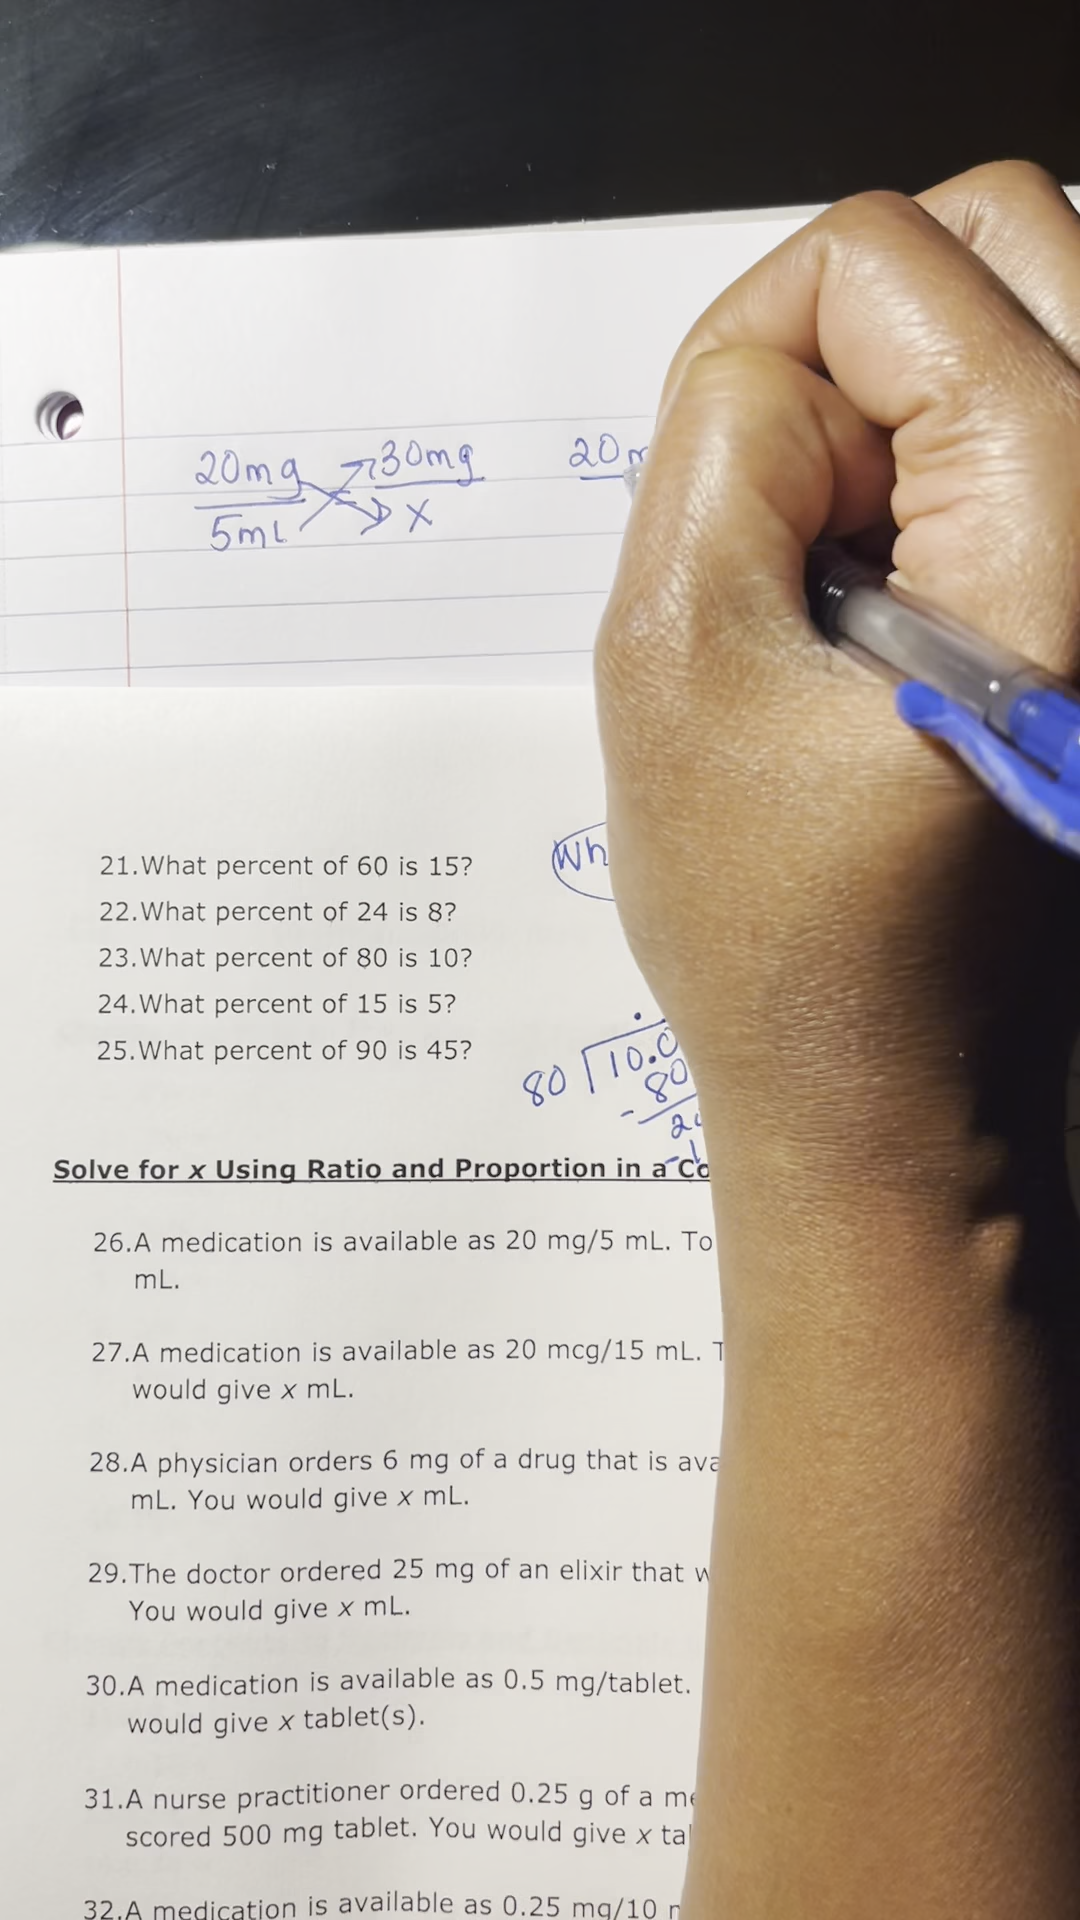 20mg 30mg 20
5mL x
21.What percent of 60 is 15?
22.What percent of 24 is 8?
23.What percent of 80 is 10?
24.What percent of 15 is 5?
25.What percent of 90 is 45?
Wh
80 10.0
80
-
Solve for x Using Ratio and Proportion in a
26.A medication is available as 20 mg/5 mL. To
mL.
27.A medication is available as 20 mcg/15 mL.
would give x mL.
28.A physician orders 6 mg of a drug that is
mL. You would give x mL.
29.The doctor ordered 25 mg of an elixir that
You would give x mL.
30.A medication is available as 0.5 mg/tablet.
would give x tablet(s).
31.A nurse practitioner ordered 0.25 g of a
scored 500 mg tablet. You would give x
32.A medication is available as 0.25 mg/10